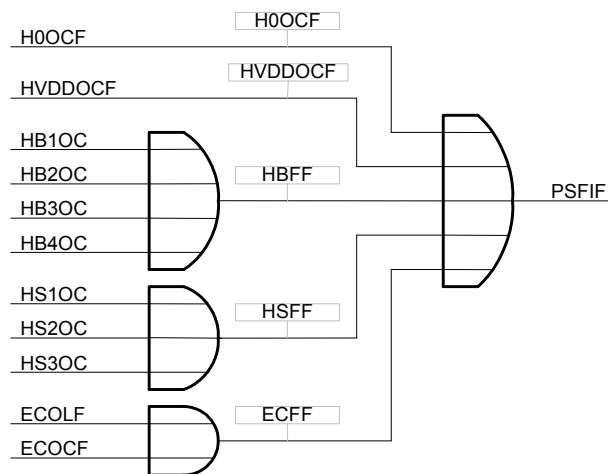 H0OCF
H0OCF
HVDDOCF
HVDDOCF
HB1OC
HB2OC
HBFF
HB3OC
PSFIF
HB4OC
HS1OC
HSFF
HS2OC
HS3OC
ECFF
ECOLF
ECOCF